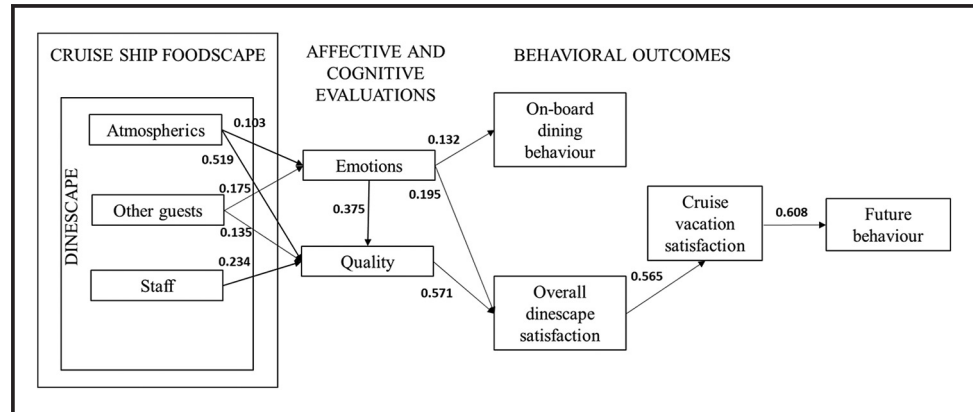 CRUISE SHIP FOODSCAPE
AFFECTIVE AND
COGNITIVE
EVALUATIONS
BEHAVIORAL OUTCOMES
DINESCAPE
Atmospherics
0.103
0.519
Other guests
0.175
0.135
Staff
0.234
Emotions
0.132
0.195
0.375
Quality
0.571
On-board
dining
behaviour
Overall
dinescape
satisfaction
0.565
Cruise
vacation
satisfaction
0.608
Future
behaviour